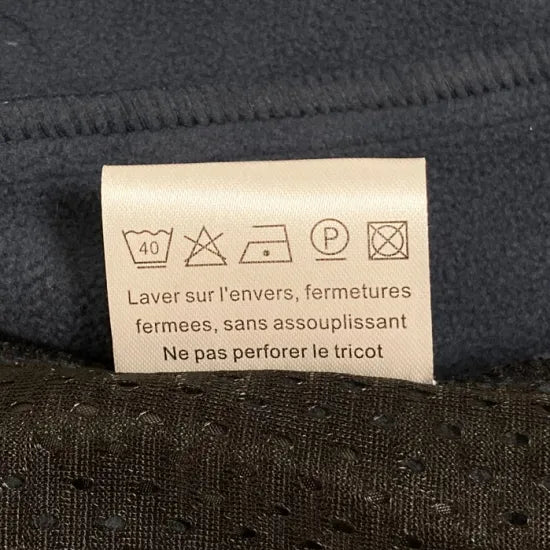 40 P
Laver sur l'envers, fermetures
fermees, sans assouplissant
Ne pas perforer le tricot